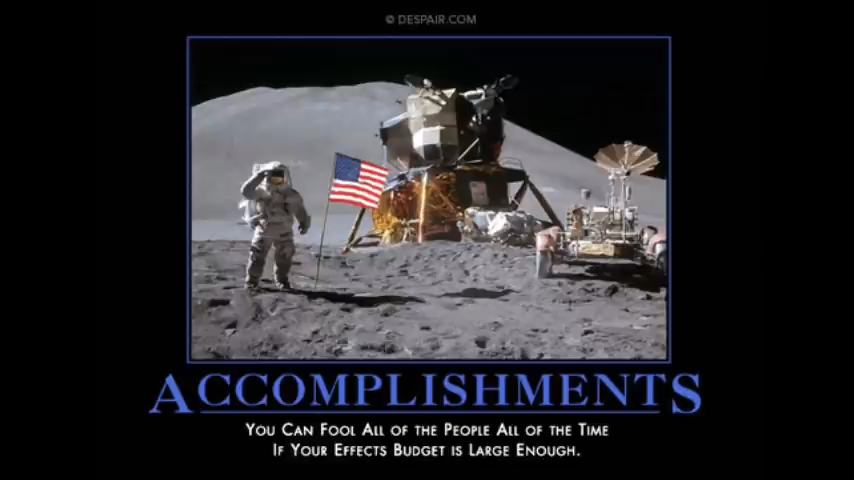 © DESPAIR.COM
ACCOMPLISHMENTS
YOU CAN FOOL ALL OF THE PEOPLE ALL OF THE TIME
IF YOUR EFFECTS BUDGET IS LARGE ENOUGH.